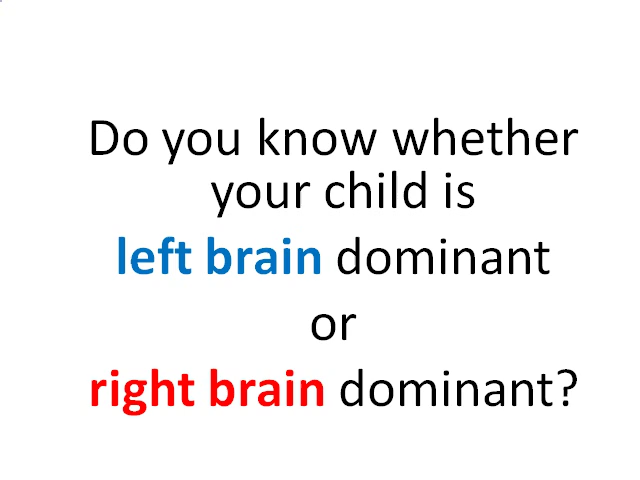 Do you know whether
your child is
left brain dominant
or
right brain dominant?